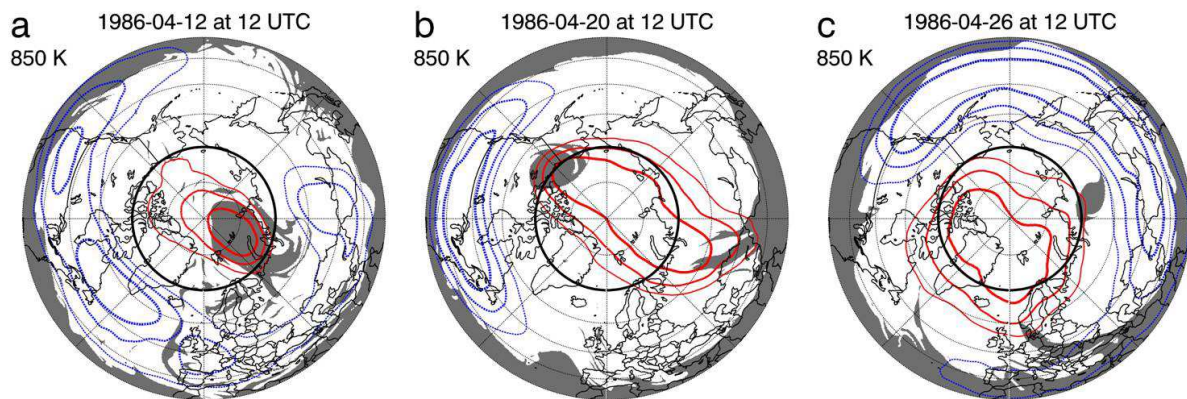 a
1986-04-12 at 12 UTC
850 K
b
1986-04-20 at 12 UTC
850 K
c
1986-04-26 at 12 UTC
850 K